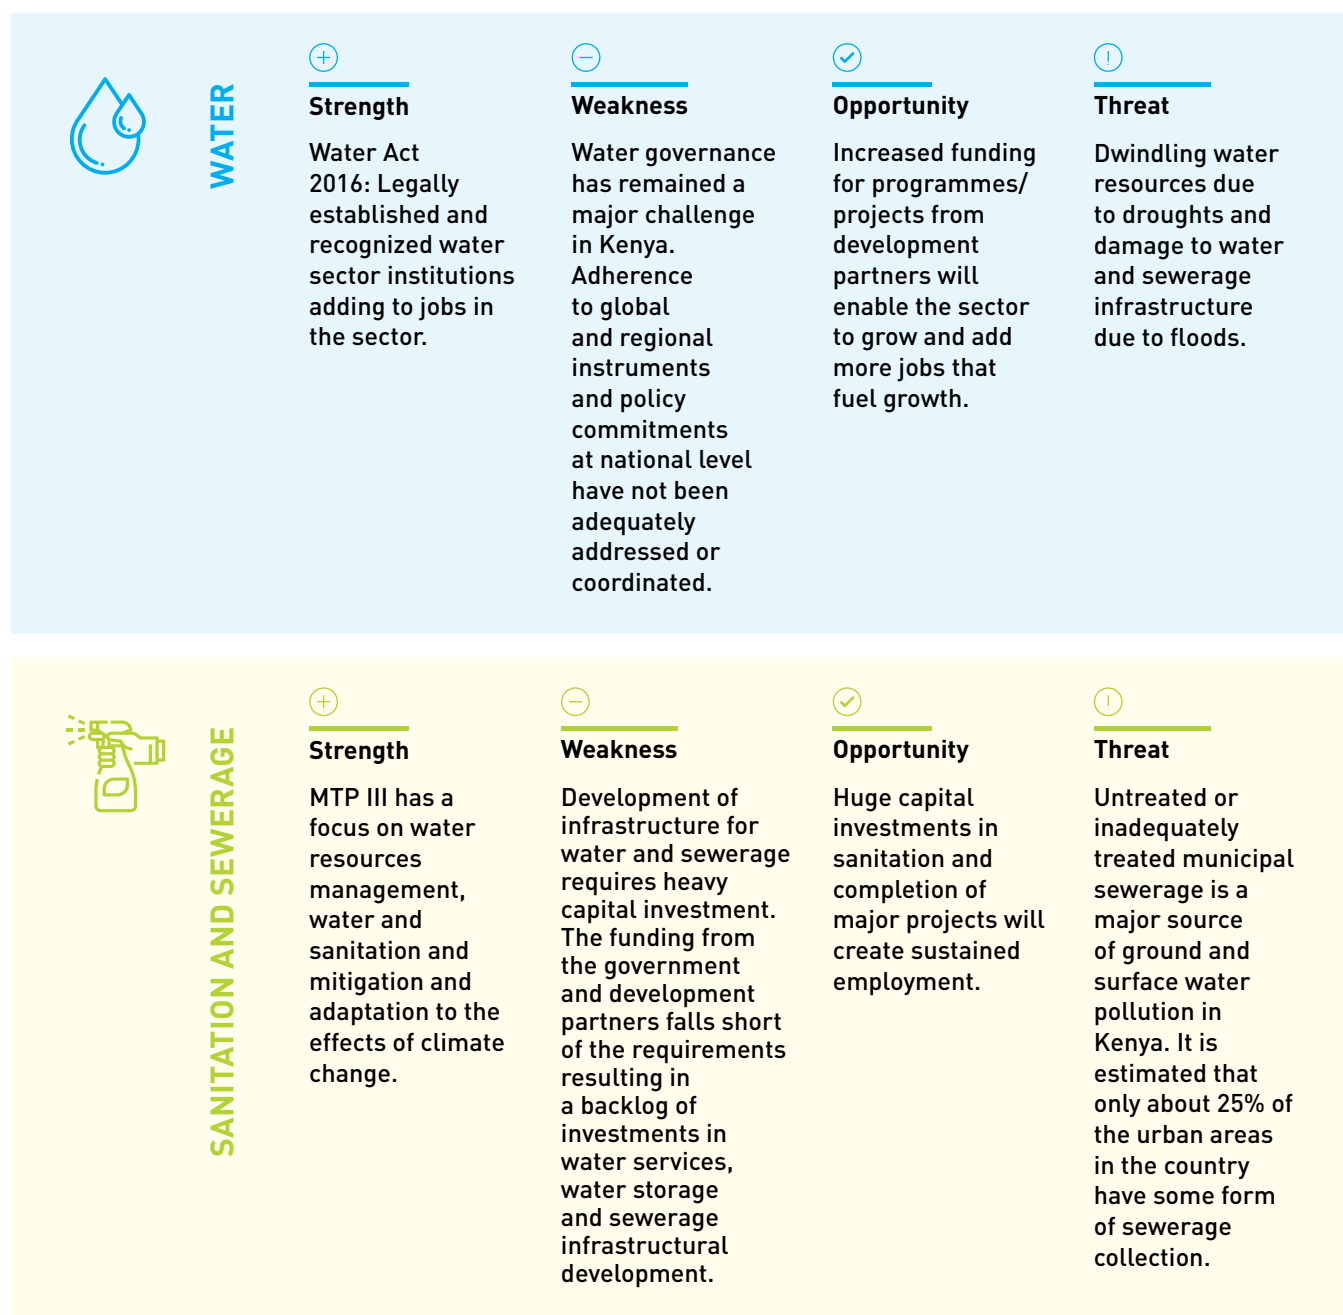 WATER
Strength
Water Act
2016: Legally
established and
recognized water
sector institutions
adding to jobs in
the sector.
Weakness
Water governance
has remained a
major challenge
in Kenya.
Adherence
to global
and regional
instruments
and policy
commitments
at national level
have not been
adequately
addressed or
coordinated.
Opportunity
Increased funding
for programmes/
projects from
development
partners will
enable the sector
to grow and add
more jobs that
fuel growth.
Threat
Dwindling water
resources due
to droughts and
damage to water
and sewerage
infrastructure
due to floods.
SANITATION AND SEWERAGE
Strength
MTP III has a
focus on water
resources
management,
water and
sanitation and
mitigation and
adaptation to the
effects of climate
change.
Weakness
Development of
infrastructure for
water and sewerage
requires heavy
capital investment.
The funding from
the government
and development
partners falls short
of the requirements
resulting in
a backlog of
investments in
water services,
water storage
and sewerage
infrastructural
development.
Opportunity
Huge capital
investments in
sanitation and
completion of
major projects will
create sustained
employment.
Threat
Untreated or
inadequately
treated municipal
sewerage is a
major source
of ground and
surface water
pollution in
Kenya. It is
estimated that
only about 25% of
the urban areas
in the country
have some form
of sewerage
collection.